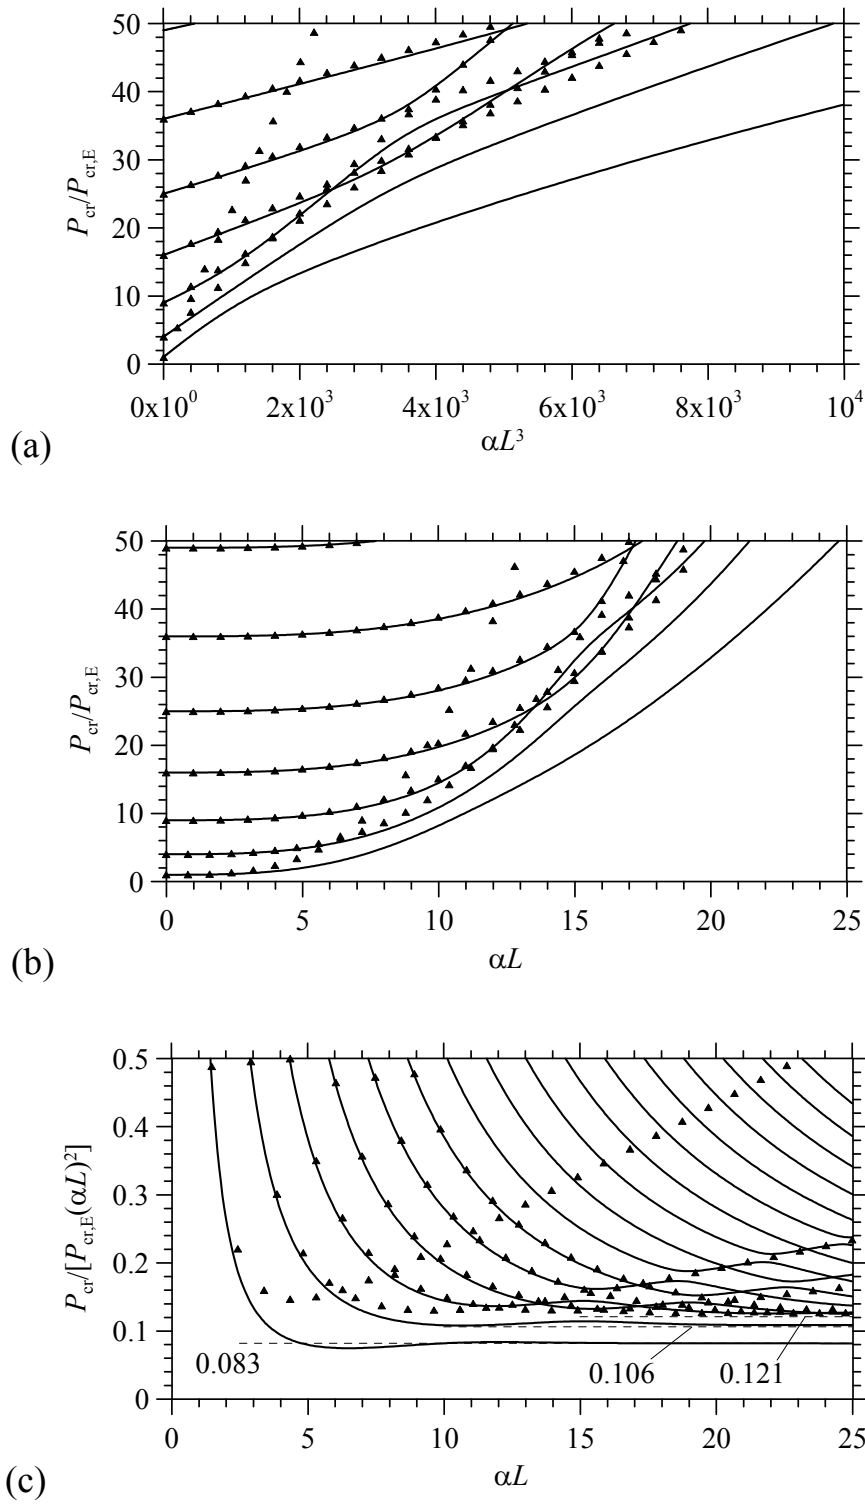 50
40
30
20
10
0
P_cr/P_cr,E
0x10^0
2x10^3
4x10^3
6x10^3
8x10^3
10^4
αL^3
(a)
50
40
30
20
10
0
P_cr/P_cr,E
0
5
10
15
20
25
αL
(b)
0.5
0.4
0.3
0.2
0.1
0
P_cr/[P_cr,E(αL)^2]
0.083
0.106
0.121
0
5
10
15
20
25
αL
(c)